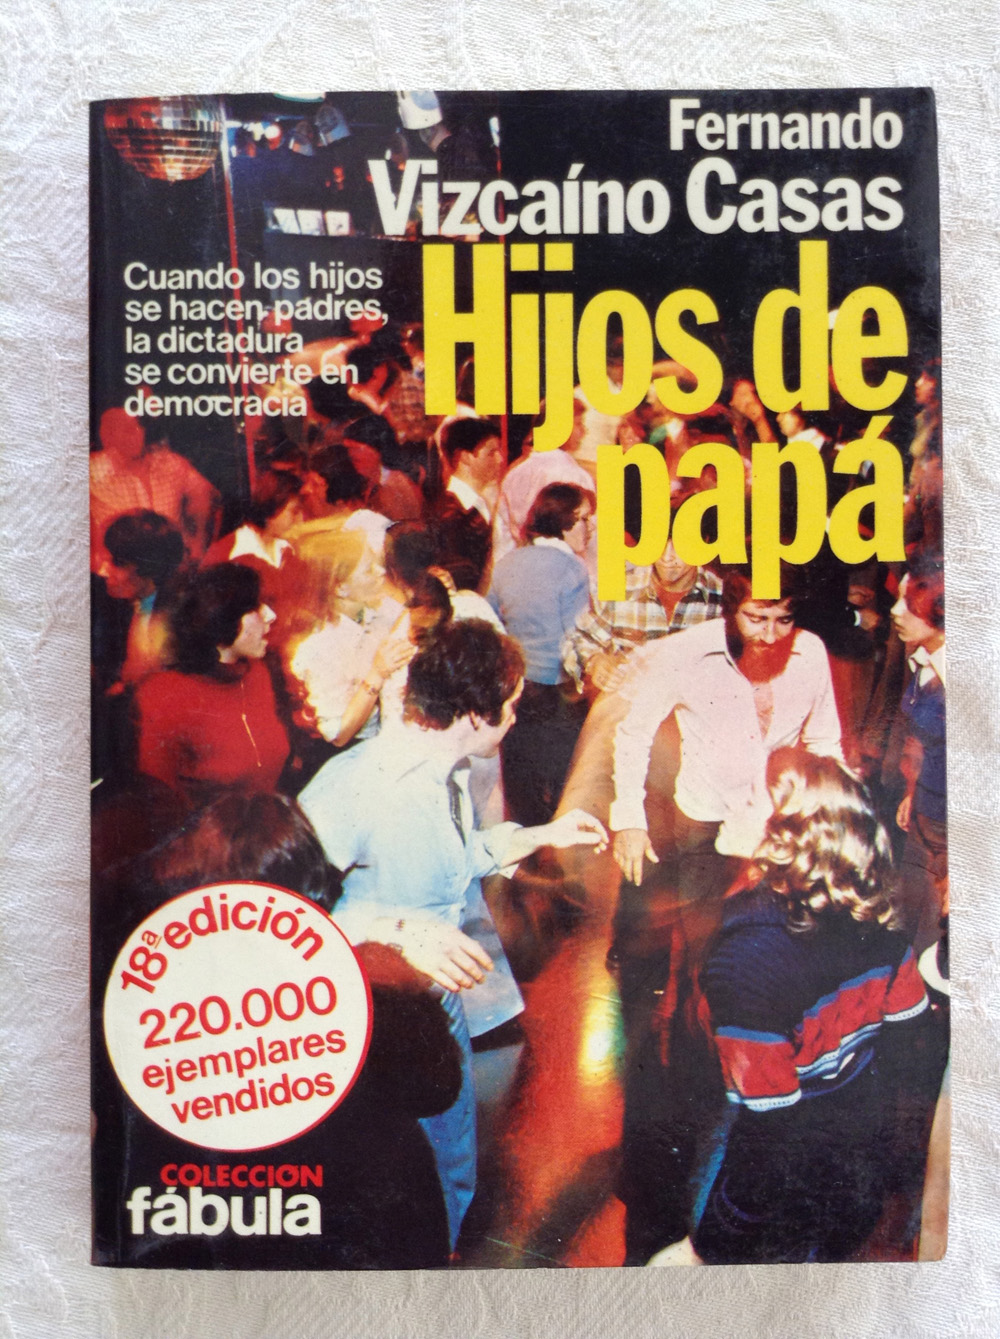 Fernando
Vizcaíno Casas
Hijos de
papá
Cuando los hijos
se hacen padres,
la dictadura
se convierte en
democracia
18ª edición
220.000
ejemplares
vendidos
COLECCIÓN
fábula